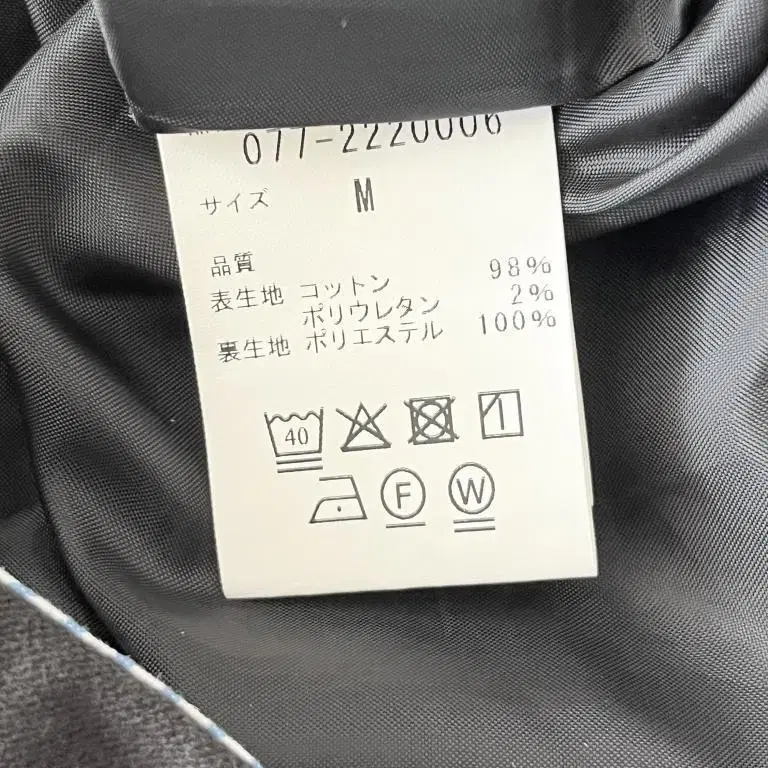 077-2220006
サイズ M
品質
表生地 コットン 98%
ポリウレタン 2%
裏生地 ポリエステル 100%
40
F W